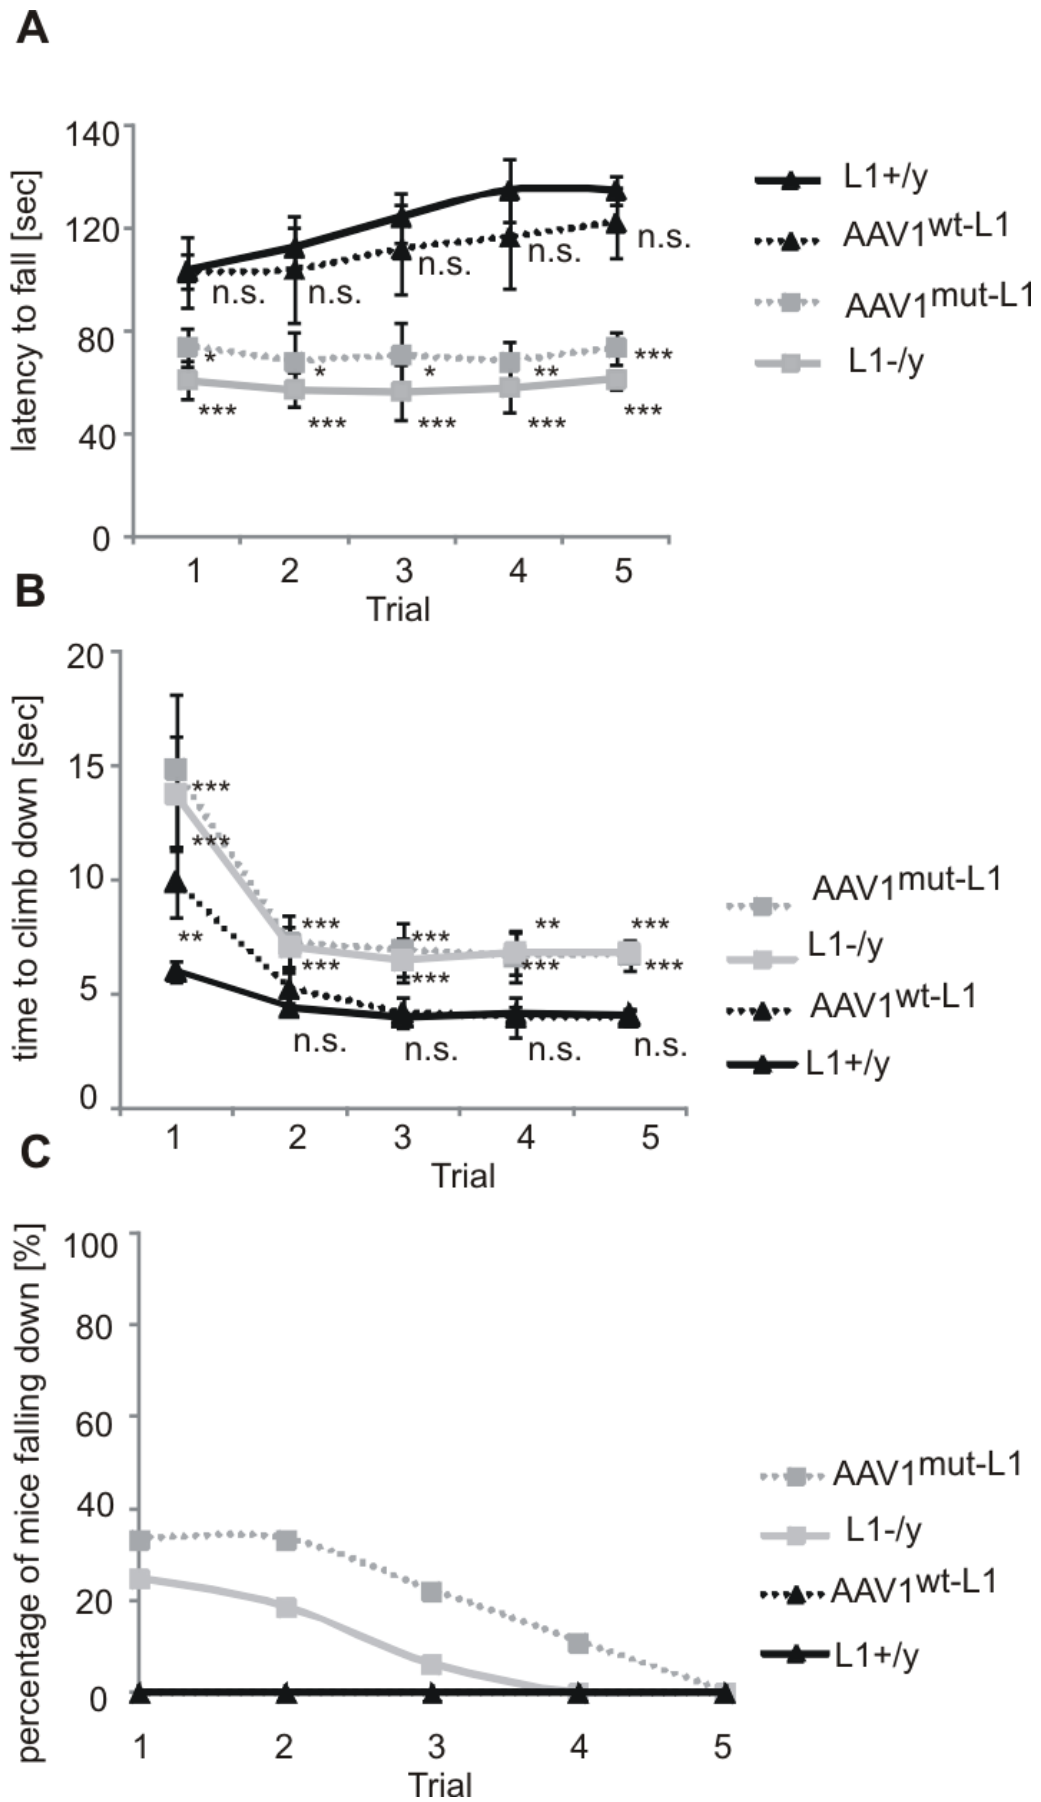 A
latency to fall [sec]
140
120
80
40
0
n.s.
n.s.
n.s.
n.s.
n.s.
*
*
*
**
***
***
***
***
***
***
1
2
3
4
5
Trial
L1+/y
AAV1wt-L1
AAV1mut-L1
L1-/y
B
time to climb down [sec]
20
15
10
5
0
***
***
**
***
***
n.s.
***
***
n.s.
**
***
n.s.
***
***
n.s.
1
2
3
4
5
Trial
AAV1mut-L1
L1-/y
AAV1wt-L1
L1+/y
C
percentage of mice falling down [%]
100
80
60
40
20
0
1
2
3
4
5
Trial
AAV1mut-L1
L1-/y
AAV1wt-L1
L1+/y